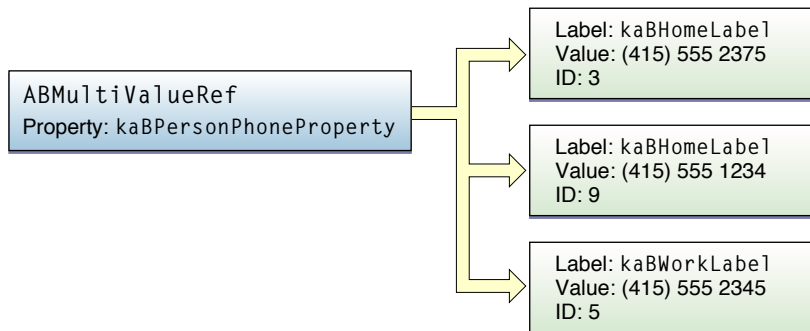 ABMultiValueRef
Property: kaBPersonPhoneProperty
Label: kaBHomeLabel
Value: (415) 555 2375
ID: 3
Label: kaBHomeLabel
Value: (415) 555 1234
ID: 9
Label: kaBWorkLabel
Value: (415) 555 2345
ID: 5